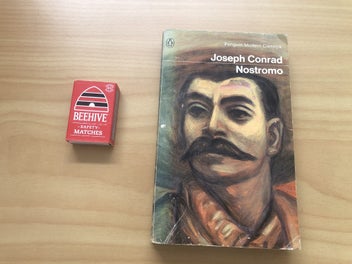 BEEHIVE
SAFETY
MATCHES
Penguin Modern Classics
Joseph Conrad
Nostromo